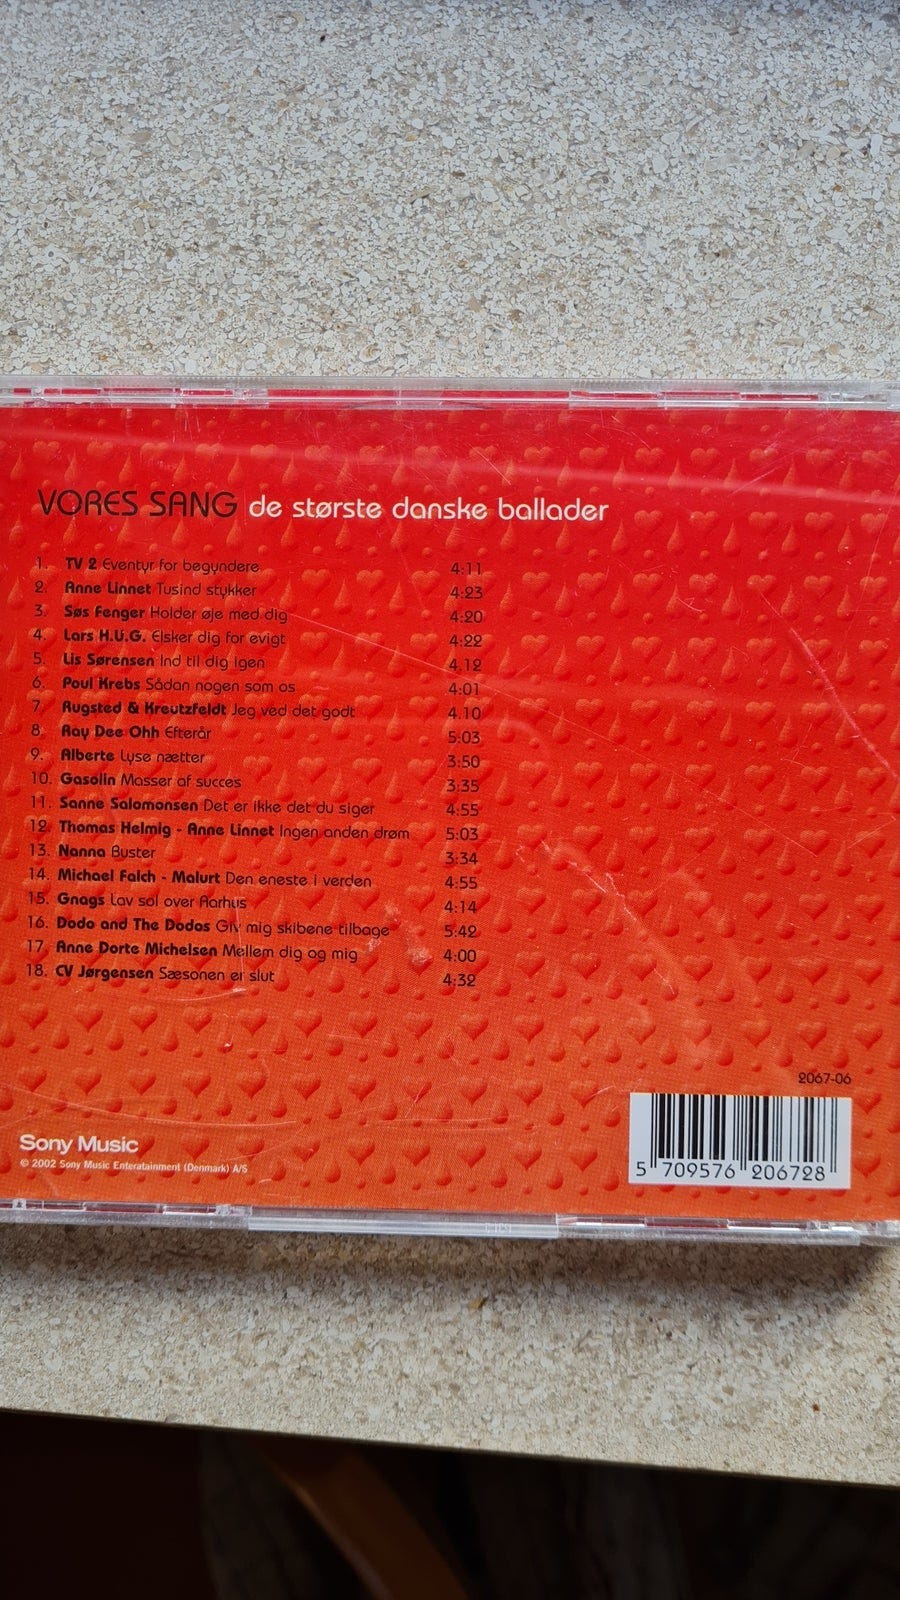 VORES SANG de største danske ballader
1. TV 2 Eventyr for begyndere 4:11
2. Anne Linnet Tusind stykker 4:23
3. Søs Fenger Holder øje med dig 4:20
4. Lars H.U.G. Elsker dig for evigt 4:22
5. Lis Sørensen Ind til dig igen 4.12
6. Poul Krebs Sådan nogen som os 4:01
7. Rugsted & Kreutzfeldt Jeg ved det godt 4.10
8. Ray Dee Ohh Efterår 5:03
9. Alberte Lyse nætter 3:50
10. Gasolin Masser af succes 3:35
11. Sanne Salomonsen Det er ikke det du siger 4:55
12. Thomas Helmig - Anne Linnet Ingen anden drøm 5:03
13. Nanna Buster 3:34
14. Michael Falch - Malurt Den eneste i verden 4:55
15. Gnags Lav sol over Aarhus 4:14
16. Dodo and The Dodos Giv mig skibene tilbage 5:42
17. Anne Dorte Michelsen Mellem dig og mig 4:00
18. CV Jørgensen Sæsonen er slut 4:32
2067-06
Sony Music
© 2002 Sony Music Enteratainment (Denmark) A/S
5 709576 206728